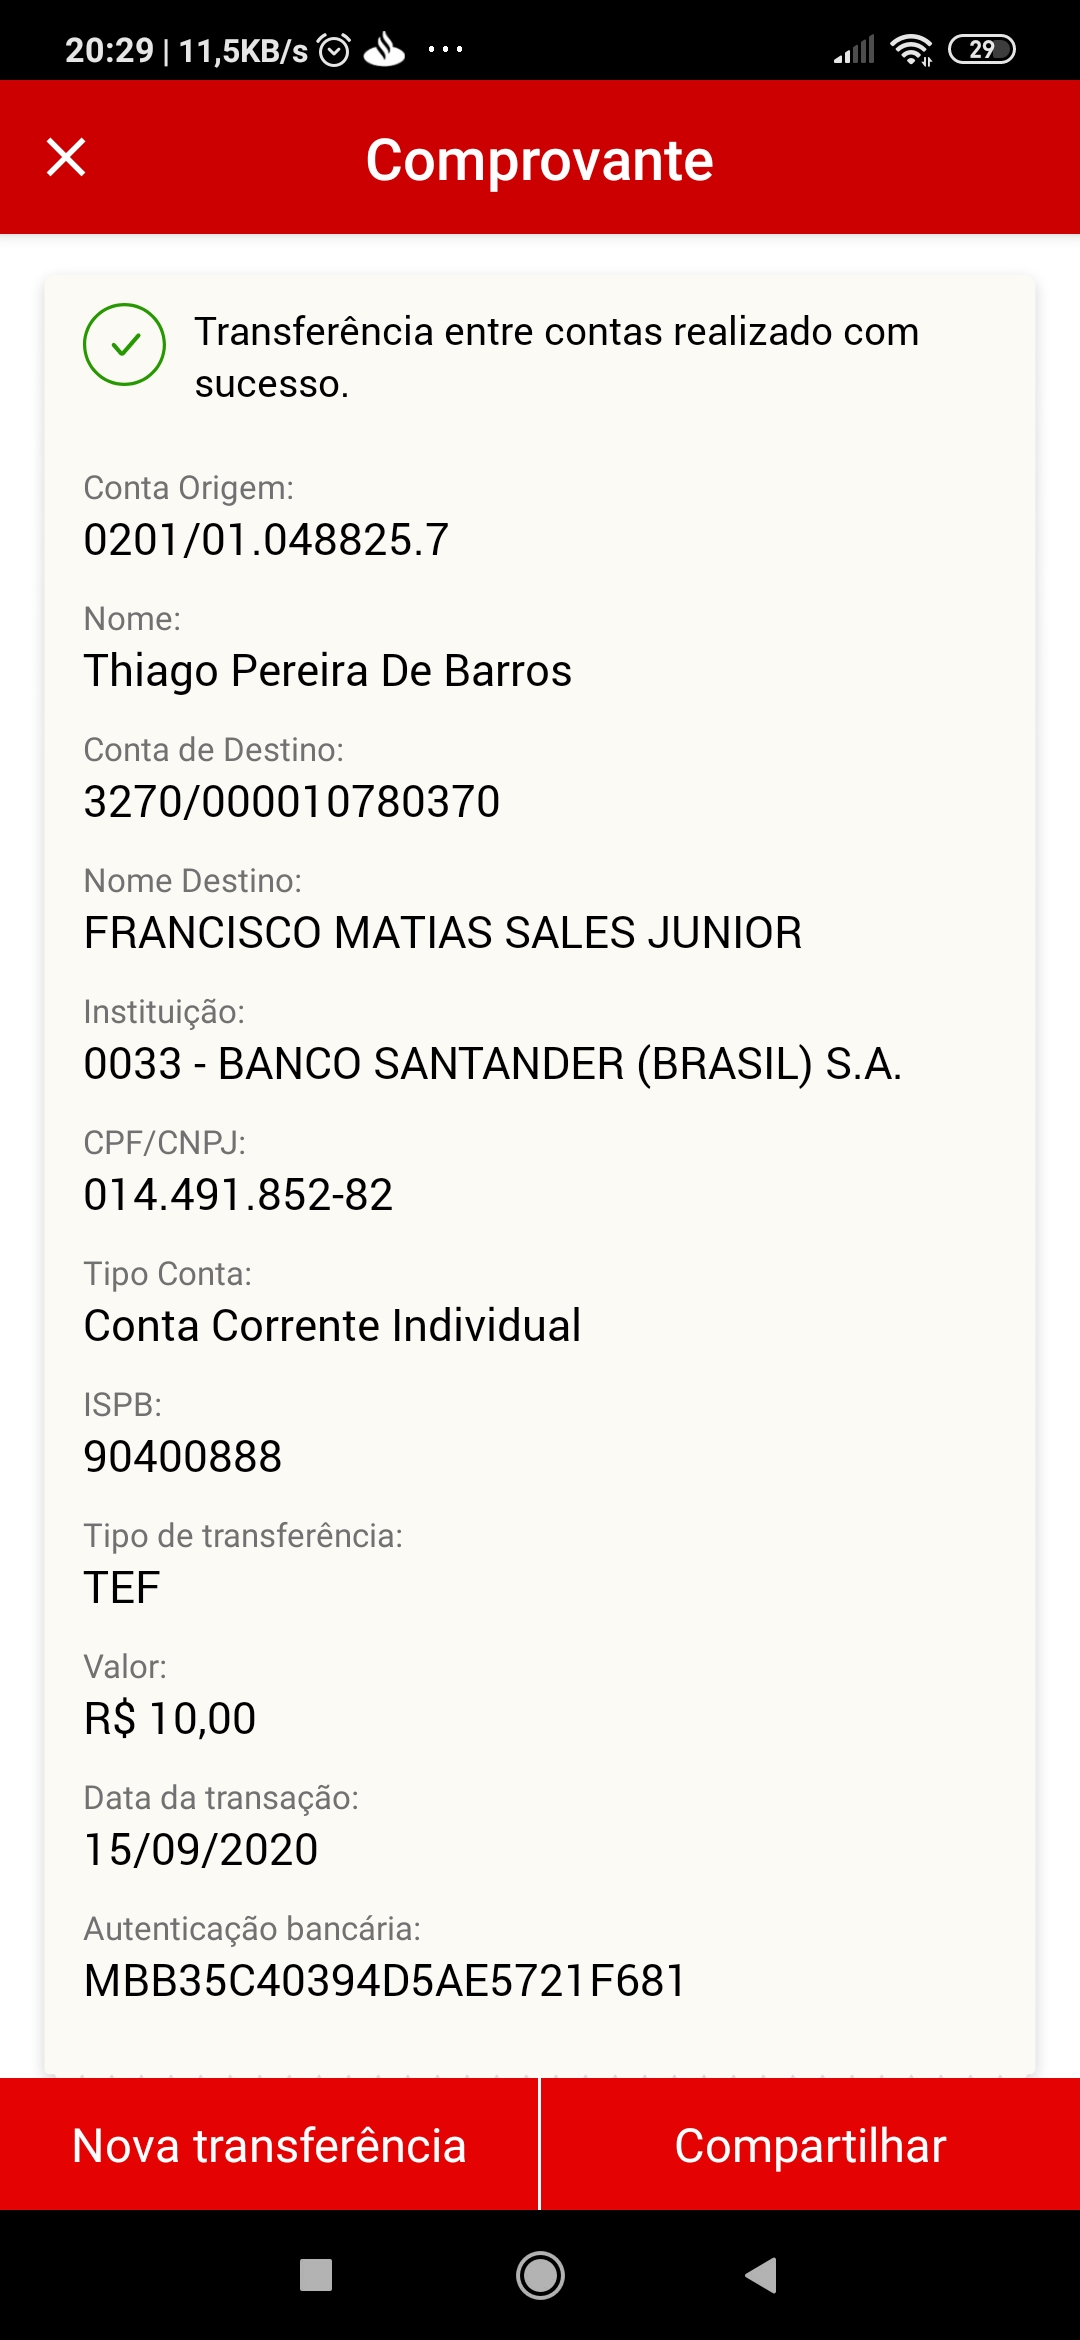 20:29 | 11,5KB/s ... 29
Comprovante
Transferência entre contas realizado com
sucesso.
Conta Origem:
0201/01.048825.7
Nome:
Thiago Pereira De Barros
Conta de Destino:
3270/000010780370
Nome Destino:
FRANCISCO MATIAS SALES JUNIOR
Instituição:
0033 - BANCO SANTANDER (BRASIL) S.A.
CPF/CNPJ:
014.491.852-82
Tipo Conta:
Conta Corrente Individual
ISPB:
90400888
Tipo de transferência:
TEF
Valor:
R$ 10,00
Data da transação:
15/09/2020
Autenticação bancária:
MBB35C40394D5AE5721F681
Nova transferência
Compartilhar